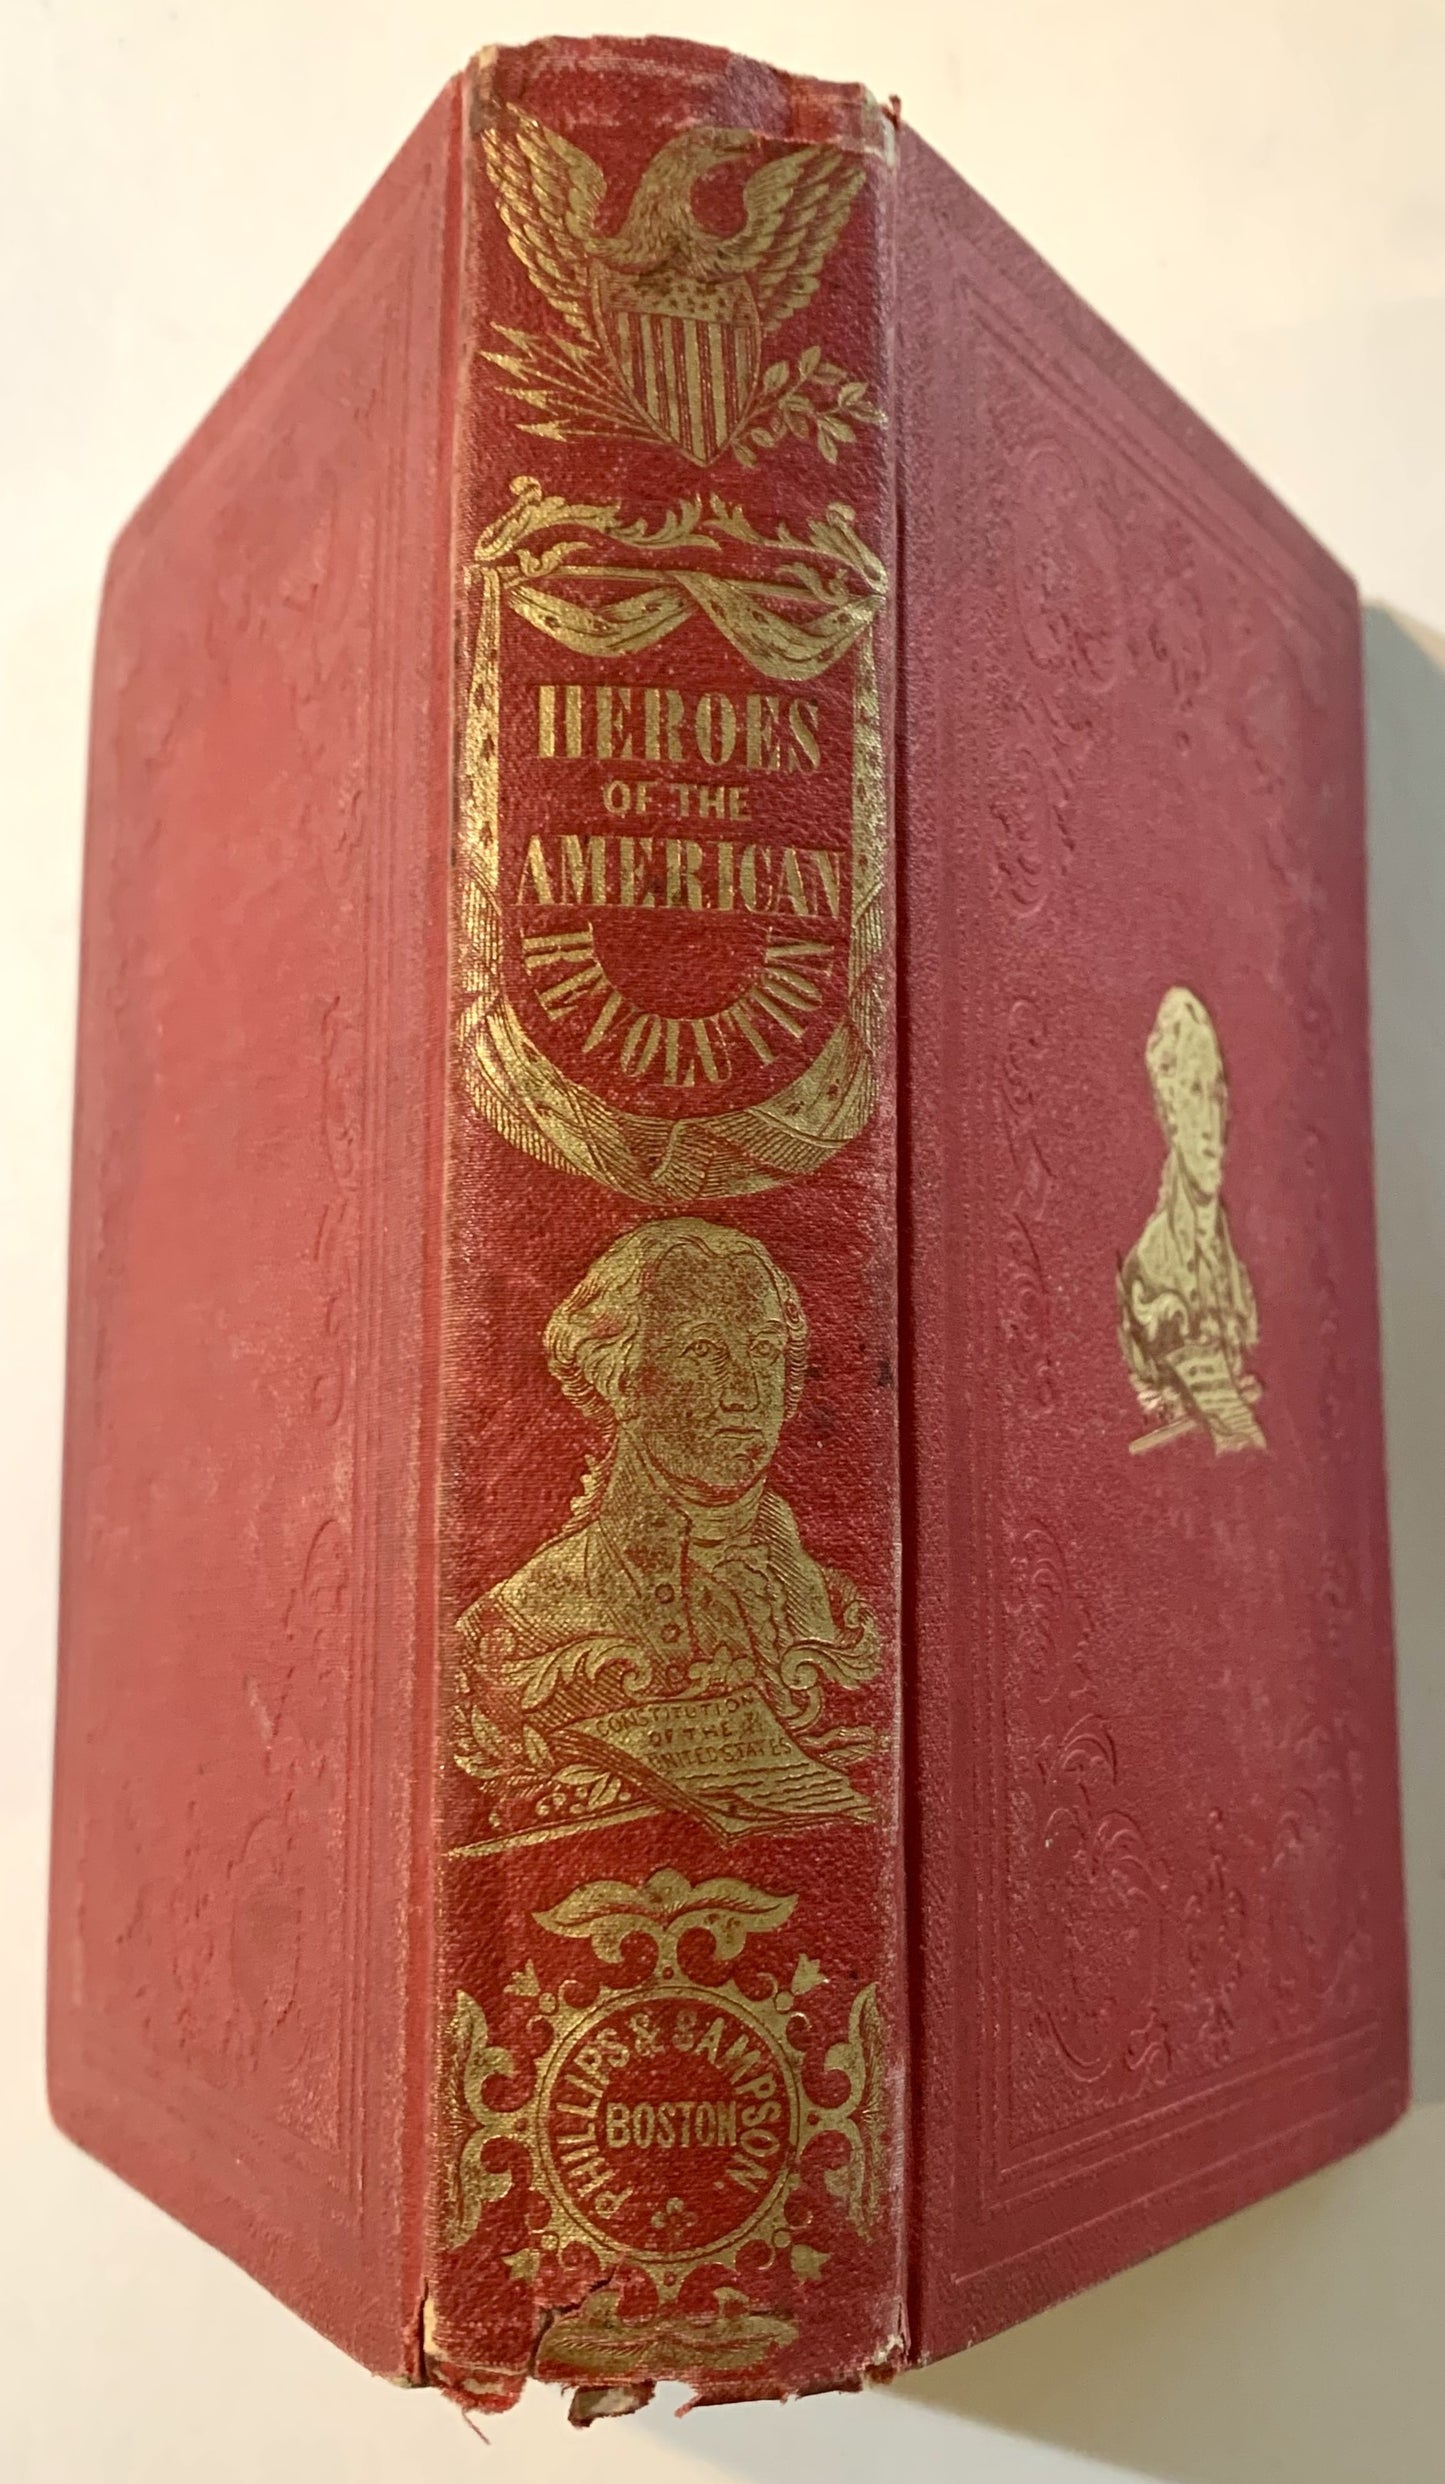 HEROES
OF THE
AMERICAN
REVOLUTION
CONSTITUTION
OF THE
UNITED STATES
PHILLIPS & SAMPSON.
BOSTON